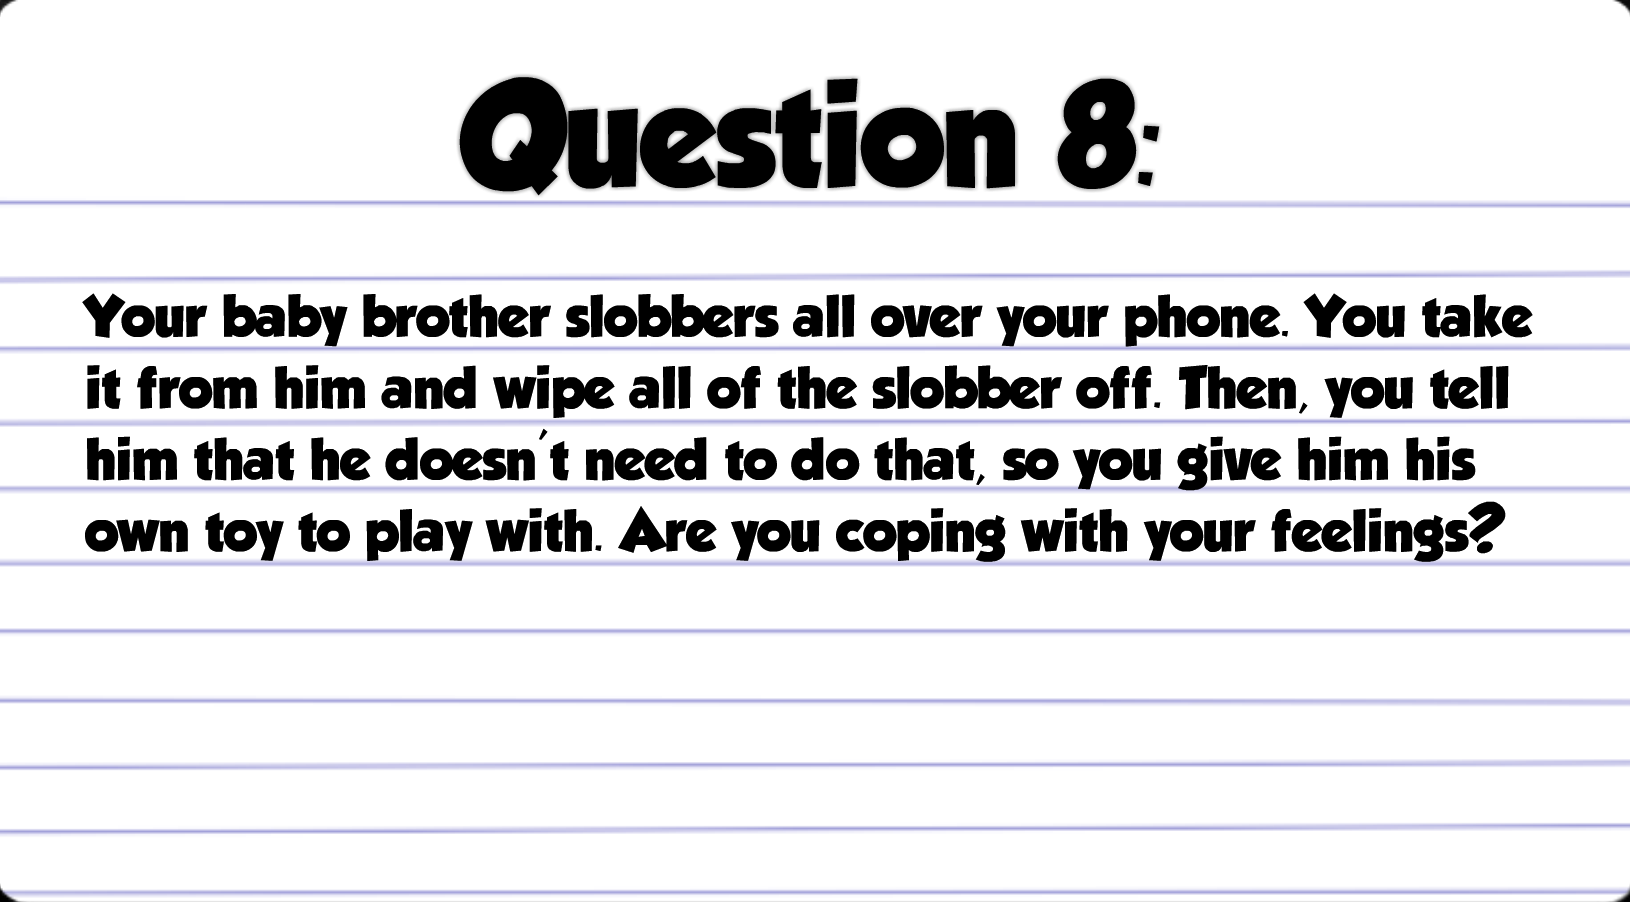 Question 8:
Your baby brother slobbers all over your phone. You take
it from him and wipe all of the slobber off. Then, you tell
him that he doesn't need to do that, so you give him his
own toy to play with. Are you coping with your feelings?